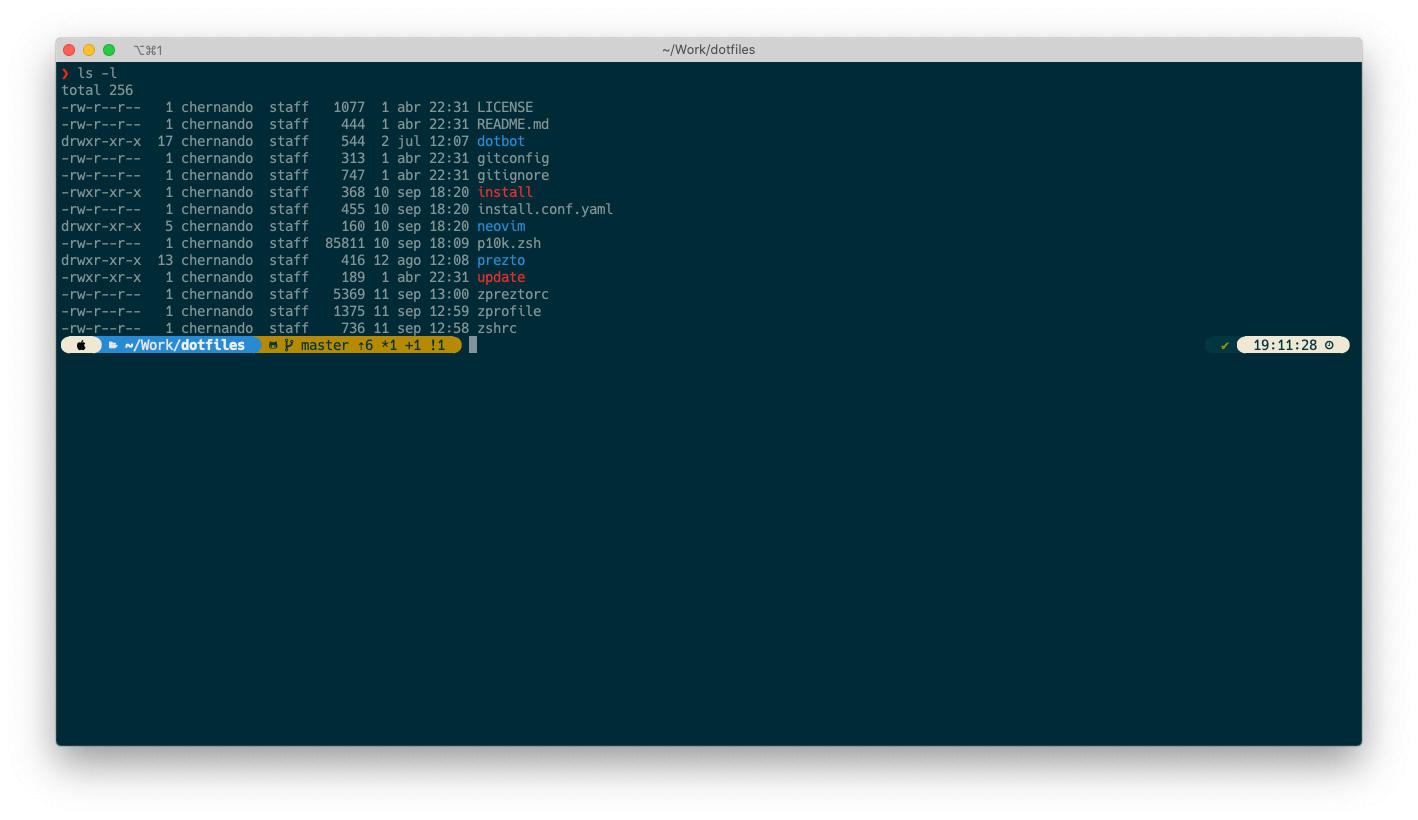 ⌥⌘1 ~/Work/dotfiles
❯ ls -l
total 256
-rw-r--r--   1 chernando  staff   1077  1 abr 22:31 LICENSE
-rw-r--r--   1 chernando  staff    444  1 abr 22:31 README.md
drwxr-xr-x  17 chernando  staff    544  2 jul 12:07 dotbot
-rw-r--r--   1 chernando  staff    313  1 abr 22:31 gitconfig
-rw-r--r--   1 chernando  staff    747  1 abr 22:31 gitignore
-rwxr-xr-x   1 chernando  staff    368 10 sep 18:20 install
-rw-r--r--   1 chernando  staff    455 10 sep 18:20 install.conf.yaml
drwxr-xr-x   5 chernando  staff    160 10 sep 18:20 neovim
-rw-r--r--   1 chernando  staff  85811 10 sep 18:09 p10k.zsh
drwxr-xr-x  13 chernando  staff    416 12 ago 12:08 prezto
-rwxr-xr-x   1 chernando  staff    189  1 abr 22:31 update
-rw-r--r--   1 chernando  staff   5369 11 sep 13:00 zpreztorc
-rw-r--r--   1 chernando  staff   1375 11 sep 12:59 zprofile
-rw-r--r--   1 chernando  staff    736 11 sep 12:58 zshrc
~/Work/dotfiles master ↑6 *1 +1 !1 ✔ 19:11:28